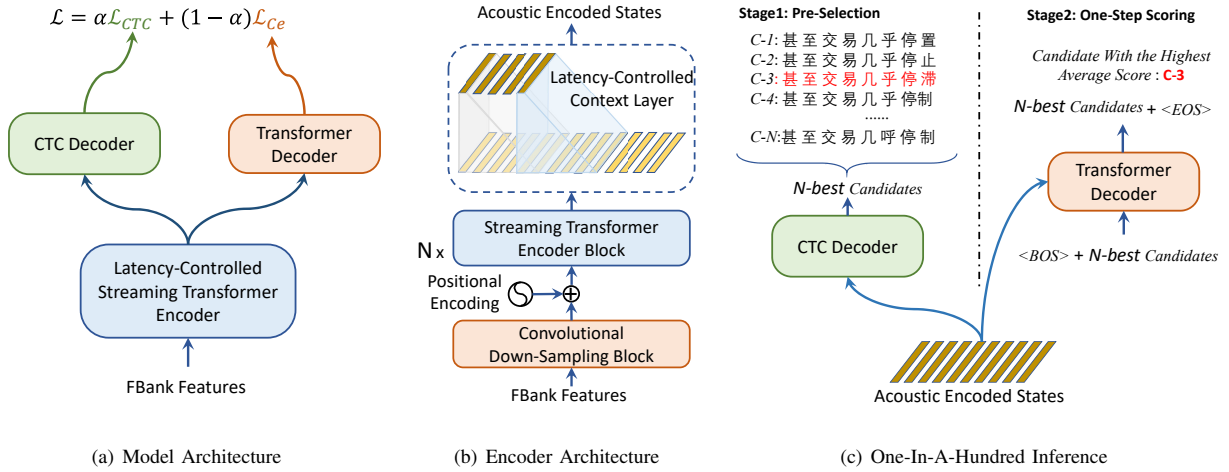 ℒ = αℒ_CTC + (1 − α)ℒ_Ce
CTC Decoder
Transformer
Decoder
Latency-Controlled
Streaming Transformer
Encoder
FBank Features
(a) Model Architecture
Acoustic Encoded States
Latency-Controlled
Context Layer
N x
Streaming Transformer
Encoder Block
Positional
Encoding
Convolutional
Down-Sampling Block
FBank Features
(b) Encoder Architecture
Stage1: Pre-Selection
C-1: 甚至交易几乎停置
C-2: 甚至交易几乎停止
C-3: 甚至交易几乎停滞
C-4: 甚至交易几乎停制
......
C-N: 甚至交易几呼停制
N-best Candidates
CTC Decoder
Stage2: One-Step Scoring
Candidate With the Highest
Average Score : C-3
N-best Candidates + <EOS>
Transformer
Decoder
<BOS> + N-best Candidates
Acoustic Encoded States
(c) One-In-A-Hundred Inference